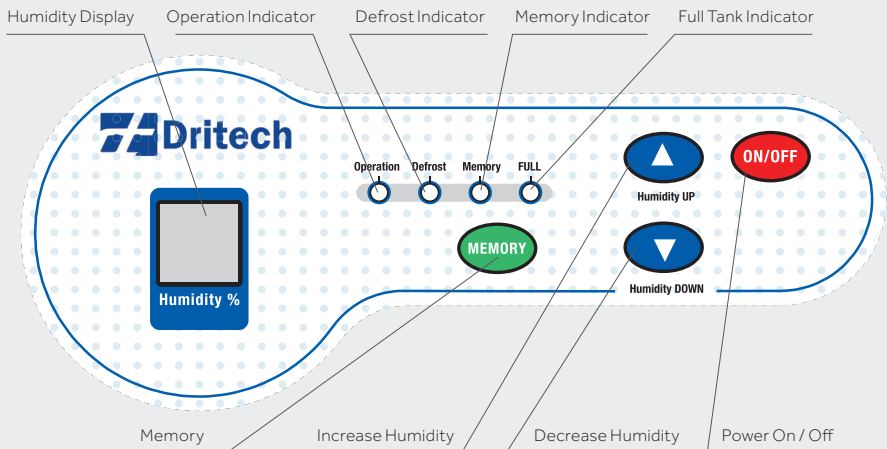 Humidity Display
Operation Indicator
Defrost Indicator
Memory Indicator
Full Tank Indicator
Dritech
Operation
Defrost
Memory
FULL
ON/OFF
Humidity UP
MEMORY
Humidity DOWN
Humidity %
Memory
Increase Humidity
Decrease Humidity
Power On / Off